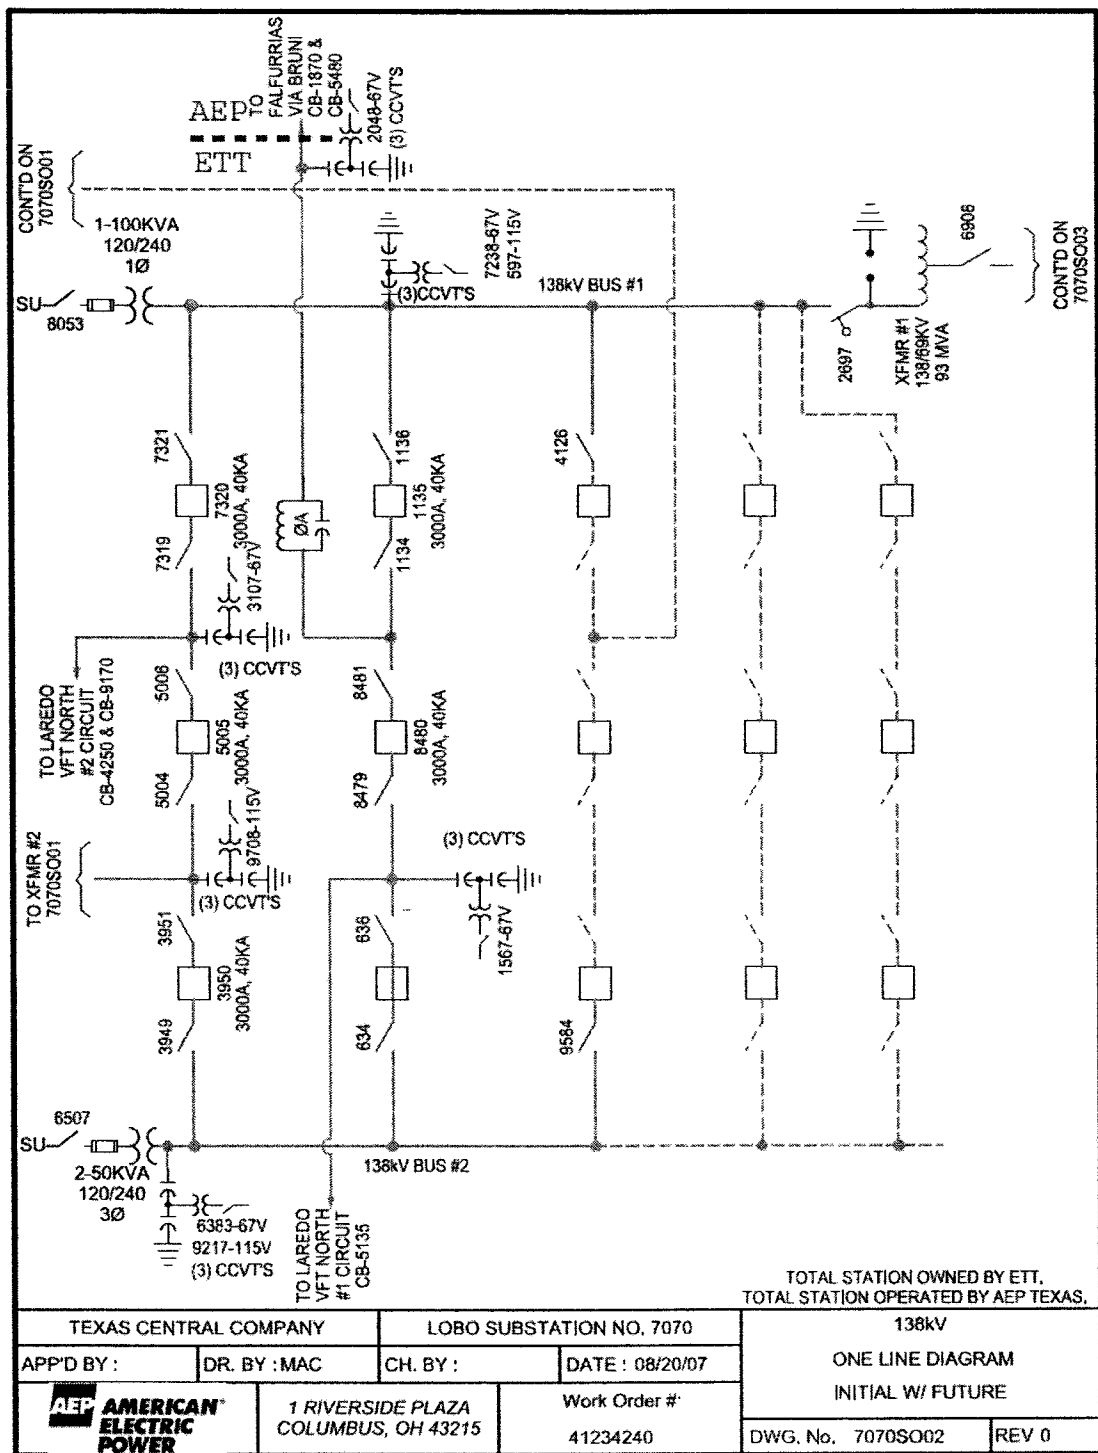 AEP
ETT
TO
FALFURRIAS
VIA BRUNI
CB-1870 &
CB-5480
2048-67V
(3) CCVT'S
CONT'D ON
7070SO01
1-100KVA
120/240
1Ø
SU
8053
7238-67V
597-115V
(3)CCVT'S
138kV BUS #1
6908
CONT'D ON
7070SO03
2697
XFMR #1
138/69KV
93 MVA
7321
7320
3000A, 40KA
7319
ØA
1136
1135
3000A, 40KA
1134
4126
3107-67V
(3) CCVT'S
TO LAREDO
VFT NORTH
#2 CIRCUIT
CB-4250 & CB-9170
5006
5005
3000A, 40KA
5004
8481
8480
3000A, 40KA
8479
9708-115V
(3) CCVT'S
TO XFMR #2
7070SO01
(3) CCVT'S
1567-67V
3951
3950
3000A, 40KA
3949
636
634
9584
SU
6507
2-50KVA
120/240
3Ø
138kV BUS #2
6383-67V
9217-115V
(3) CCVT'S
TO LAREDO
VFT NORTH
#1 CIRCUIT
CB-5135
TOTAL STATION OWNED BY ETT,
TOTAL STATION OPERATED BY AEP TEXAS,
TEXAS CENTRAL COMPANY
LOBO SUBSTATION NO. 7070
138kV
ONE LINE DIAGRAM
INITIAL W/ FUTURE
APP'D BY :
DR. BY : MAC
CH. BY :
DATE : 08/20/07
AEP AMERICAN
ELECTRIC
POWER
1 RIVERSIDE PLAZA
COLUMBUS, OH 43215
Work Order #:
41234240
DWG. No. 7070SO02
REV 0